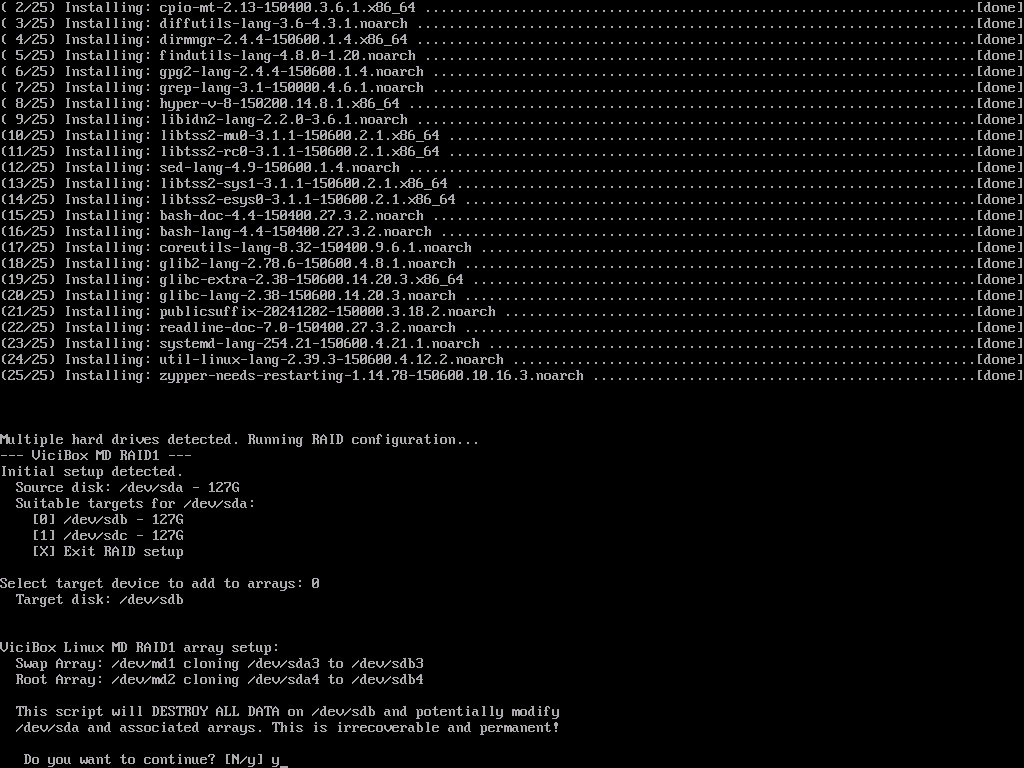 ( 2/25) Installing: cpio-mt-2.13-150400.3.6.1.x86_64 ...........................................................................[done]
( 3/25) Installing: diffutils-lang-3.6-4.3.1.noarch ............................................................................[done]
( 4/25) Installing: dirmngr-2.4.4-150600.1.4.x86_64 ............................................................................[done]
( 5/25) Installing: findutils-lang-4.8.0-1.20.noarch ...........................................................................[done]
( 6/25) Installing: gpg2-lang-2.4.4-150600.1.4.noarch ..........................................................................[done]
( 7/25) Installing: grep-lang-3.1-150000.4.6.1.noarch ..........................................................................[done]
( 8/25) Installing: hyper-v-8-150200.14.8.1.x86_64 .............................................................................[done]
( 9/25) Installing: libidn2-lang-2.2.0-3.6.1.noarch ............................................................................[done]
(10/25) Installing: libtss2-mu0-3.1.1-150600.2.1.x86_64 ........................................................................[done]
(11/25) Installing: libtss2-rc0-3.1.1-150600.2.1.x86_64 ........................................................................[done]
(12/25) Installing: sed-lang-4.9-150600.1.4.noarch .............................................................................[done]
(13/25) Installing: libtss2-sys1-3.1.1-150600.2.1.x86_64 .......................................................................[done]
(14/25) Installing: libtss2-esys0-3.1.1-150600.2.1.x86_64 ......................................................................[done]
(15/25) Installing: bash-doc-4.4-150400.27.3.2.noarch ..........................................................................[done]
(16/25) Installing: bash-lang-4.4-150400.27.3.2.noarch .........................................................................[done]
(17/25) Installing: coreutils-lang-8.32-150400.9.6.1.noarch ....................................................................[done]
(18/25) Installing: glib2-lang-2.78.6-150600.4.8.1.noarch ......................................................................[done]
(19/25) Installing: glibc-extra-2.38-150600.14.20.3.x86_64 .....................................................................[done]
(20/25) Installing: glibc-lang-2.38-150600.14.20.3.noarch ......................................................................[done]
(21/25) Installing: publicsuffix-20241202-150000.3.18.2.noarch .................................................................[done]
(22/25) Installing: readline-doc-7.0-150400.27.3.2.noarch ......................................................................[done]
(23/25) Installing: systemd-lang-254.21-150600.4.21.1.noarch ...................................................................[done]
(24/25) Installing: util-linux-lang-2.39.3-150600.4.12.2.noarch ................................................................[done]
(25/25) Installing: zypper-needs-restarting-1.14.78-150600.10.16.3.noarch ......................................................[done]
Multiple hard drives detected. Running RAID configuration...
--- ViciBox MD RAID1 ---
Initial setup detected.
Source disk: /dev/sda - 127G
Suitable targets for /dev/sda:
[0] /dev/sdb - 127G
[1] /dev/sdc - 127G
[X] Exit RAID setup
Select target device to add to arrays: 0
Target disk: /dev/sdb
ViciBox Linux MD RAID1 array setup:
Swap Array: /dev/md1 cloning /dev/sda3 to /dev/sdb3
Root Array: /dev/md2 cloning /dev/sda4 to /dev/sdb4
This script will DESTROY ALL DATA on /dev/sdb and potentially modify
/dev/sda and associated arrays. This is irrecoverable and permanent!
Do you want to continue? [N/y] y_